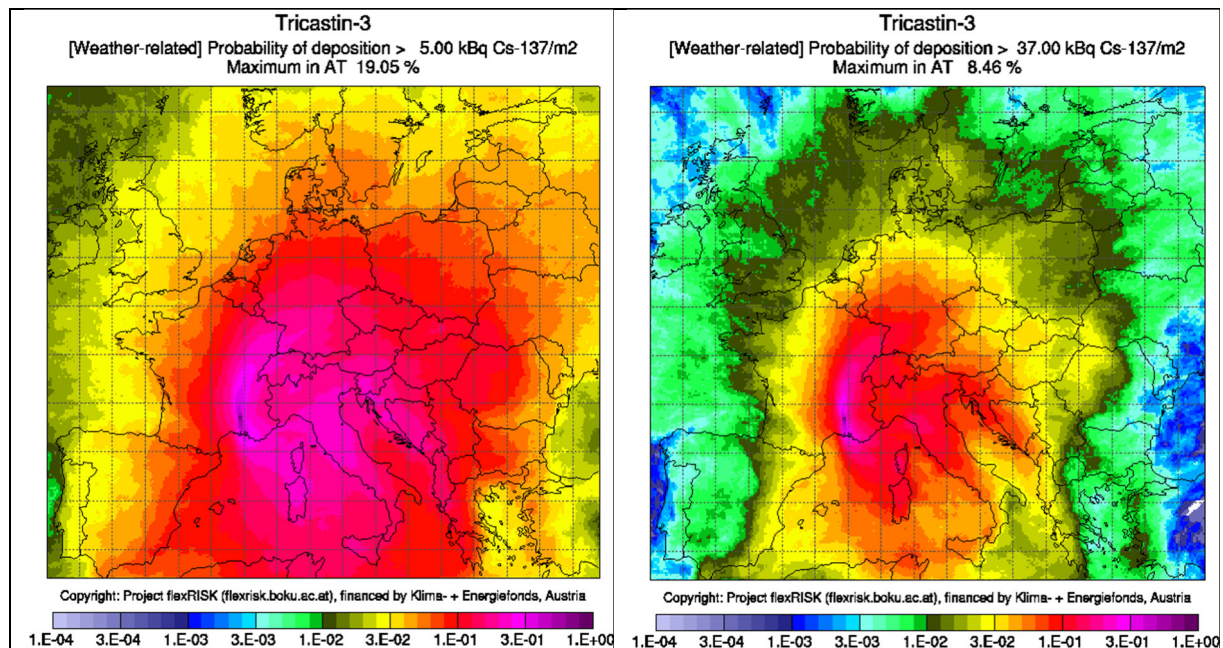 Tricastin-3
[Weather-related] Probability of deposition > 5.00 kBq Cs-137/m2
Maximum in AT 19.05 %
Copyright: Project flexRISK (flexrisk.boku.ac.at), financed by Klima- + Energiefonds, Austria
1.E-04 3.E-04 1.E-03 3.E-03 1.E-02 3.E-02 1.E-01 3.E-01 1.E+00
Tricastin-3
[Weather-related] Probability of deposition > 37.00 kBq Cs-137/m2
Maximum in AT 8.46 %
Copyright: Project flexRISK (flexrisk.boku.ac.at), financed by Klima- + Energiefonds, Austria
1.E-04 3.E-04 1.E-03 3.E-03 1.E-02 3.E-02 1.E-01 3.E-01 1.E+00